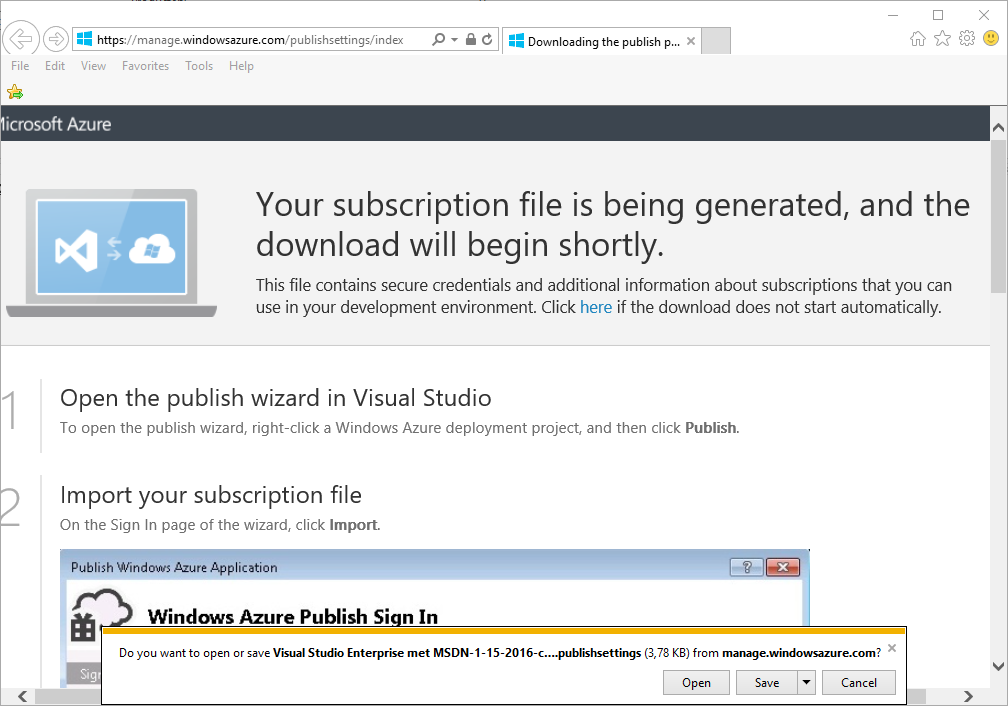 https://manage.windowsazure.com/publishsettings/index
Downloading the publish p...
File Edit View Favorites Tools Help
Microsoft Azure
Your subscription file is being generated, and the
download will begin shortly.
This file contains secure credentials and additional information about subscriptions that you can
use in your development environment. Click here if the download does not start automatically.
1
Open the publish wizard in Visual Studio
To open the publish wizard, right-click a Windows Azure deployment project, and then click Publish.
2
Import your subscription file
On the Sign In page of the wizard, click Import.
Publish Windows Azure Application
?
Windows Azure Publish Sign In
Sign
Do you want to open or save Visual Studio Enterprise met MSDN-1-15-2016-c....publishsettings (3,78 KB) from manage.windowsazure.com?
Open Save Cancel